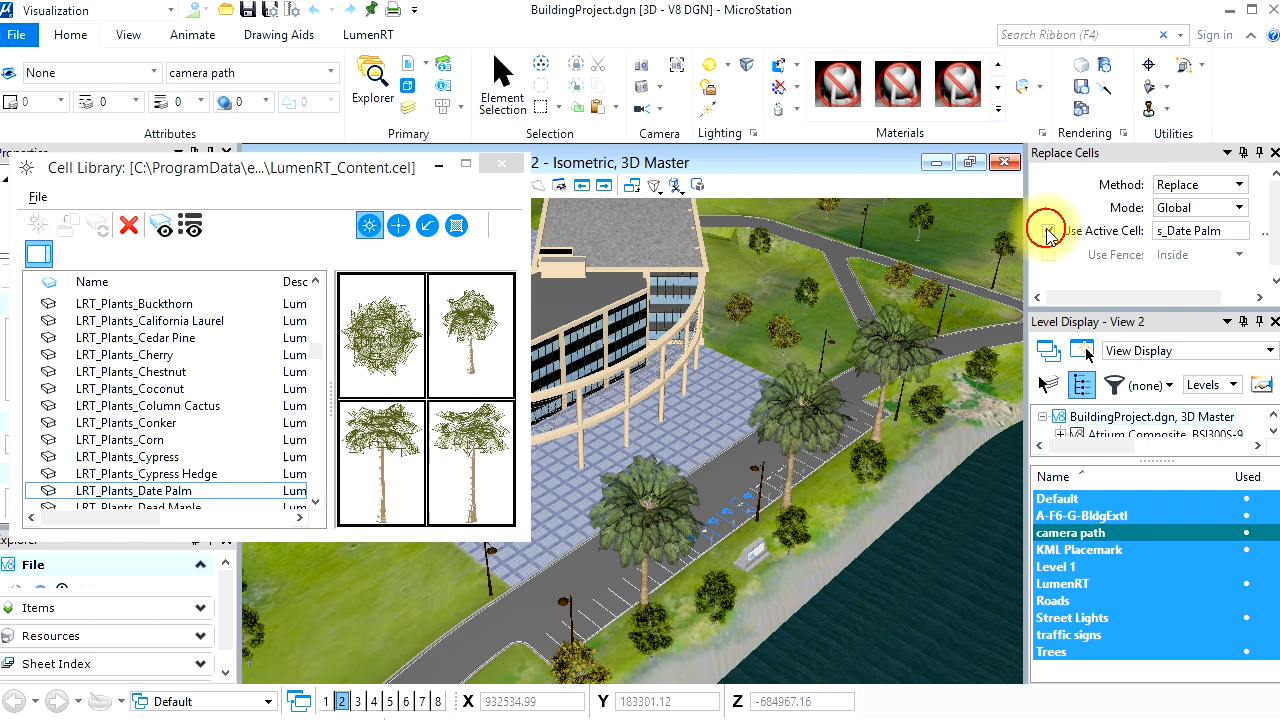 Visualization
BuildingProject.dgn [3D - V8 DGN] - MicroStation
File
Home
View
Animate
Drawing Aids
LumenRT
Search Ribbon (F4)
Sign in
None
camera path
0
0
0
0
0
Explorer
Element
Selection
Attributes
Primary
Selection
Camera
Lighting
Materials
Rendering
Utilities
Cell Library: [C:\ProgramData\e...\LumenRT_Content.cel]
File
Name
Desc
LRT_Plants_Buckthorn Lum
LRT_Plants_California Laurel Lum
LRT_Plants_Cedar Pine Lum
LRT_Plants_Cherry Lum
LRT_Plants_Chestnut Lum
LRT_Plants_Coconut Lum
LRT_Plants_Column Cactus Lum
LRT_Plants_Conker Lum
LRT_Plants_Corn Lum
LRT_Plants_Cypress Lum
LRT_Plants_Cypress Hedge Lum
LRT_Plants_Date Palm Lum
LRT_Plants_Dead Maple Lum
2 - Isometric, 3D Master
Replace Cells
Method: Replace
Mode: Global
Use Active Cell: s_Date Palm
Use Fence: Inside
Level Display - View 2
View Display
(none)
Levels
BuildingProject.dgn, 3D Master
Atrium Composite, BSI300S-9
Name
Used
Default
A-F6-G-BldgExtl
camera path
KML Placemark
Level 1
LumenRT
Roads
Street Lights
traffic signs
Trees
File
Items
Resources
Sheet Index
Default
1 2 3 4 5 6 7 8
X 932534.99
Y 183301.12
Z -684967.16